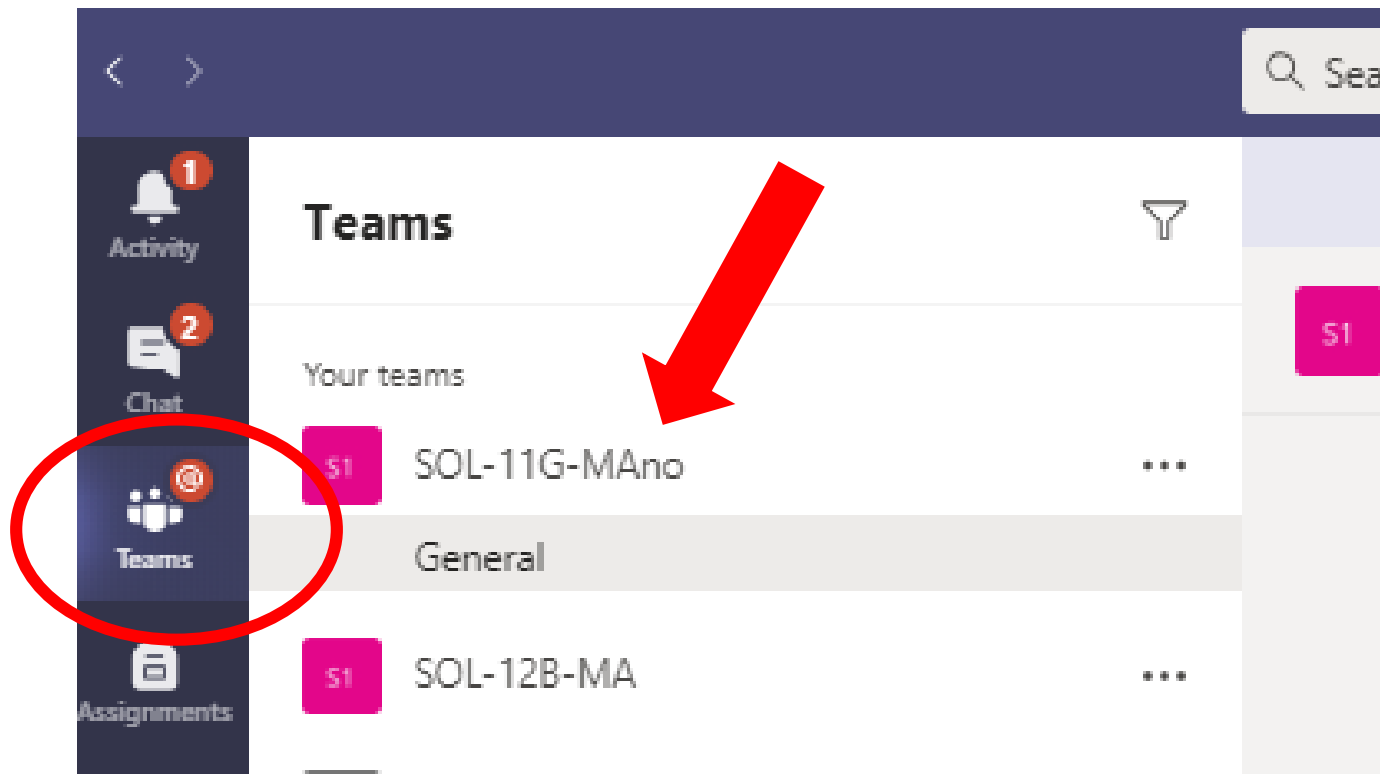 Sea
1
Activity
Teams
2
Chat
Your teams
S1
S1
SOL-11G-MAno
•••
@
Teams
General
S1
SOL-12B-MA
•••
Assignments